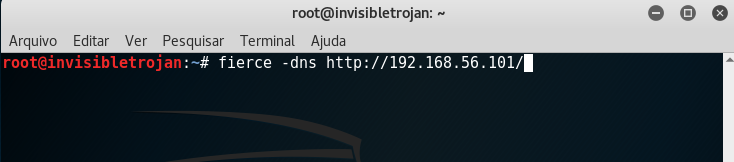 root@invisibletrojan: ~
Arquivo Editar Ver Pesquisar Terminal Ajuda
root@invisibletrojan:~# fierce -dns http://192.168.56.101/